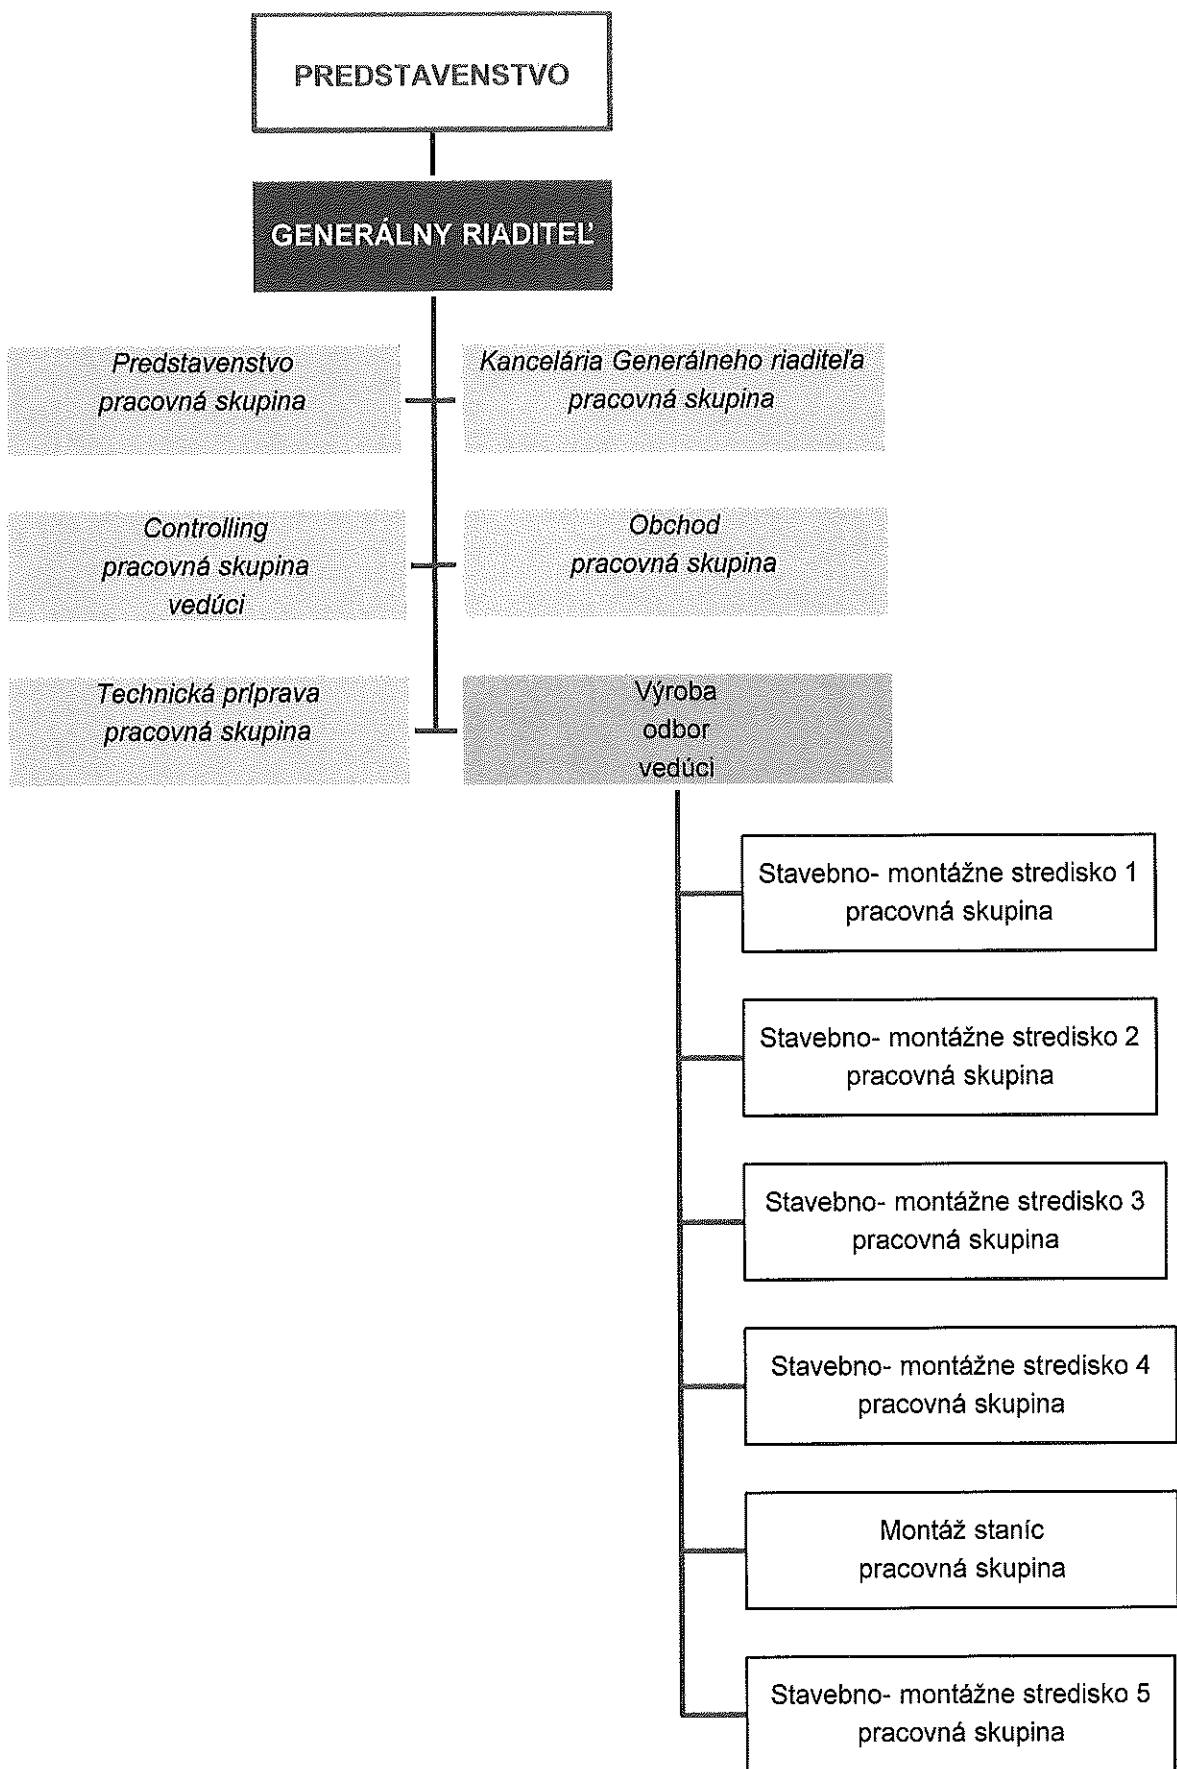 PREDSTAVENSTVO
GENERÁLNY RIADITEĽ
Predstavenstvo
pracovná skupina
Kancelária Generálneho riaditeľa
pracovná skupina
Controlling
pracovná skupina
vedúci
Obchod
pracovná skupina
Technická príprava
pracovná skupina
Výroba
odbor
vedúci
Stavebno- montážne stredisko 1
pracovná skupina
Stavebno- montážne stredisko 2
pracovná skupina
Stavebno- montážne stredisko 3
pracovná skupina
Stavebno- montážne stredisko 4
pracovná skupina
Montáž staníc
pracovná skupina
Stavebno- montážne stredisko 5
pracovná skupina